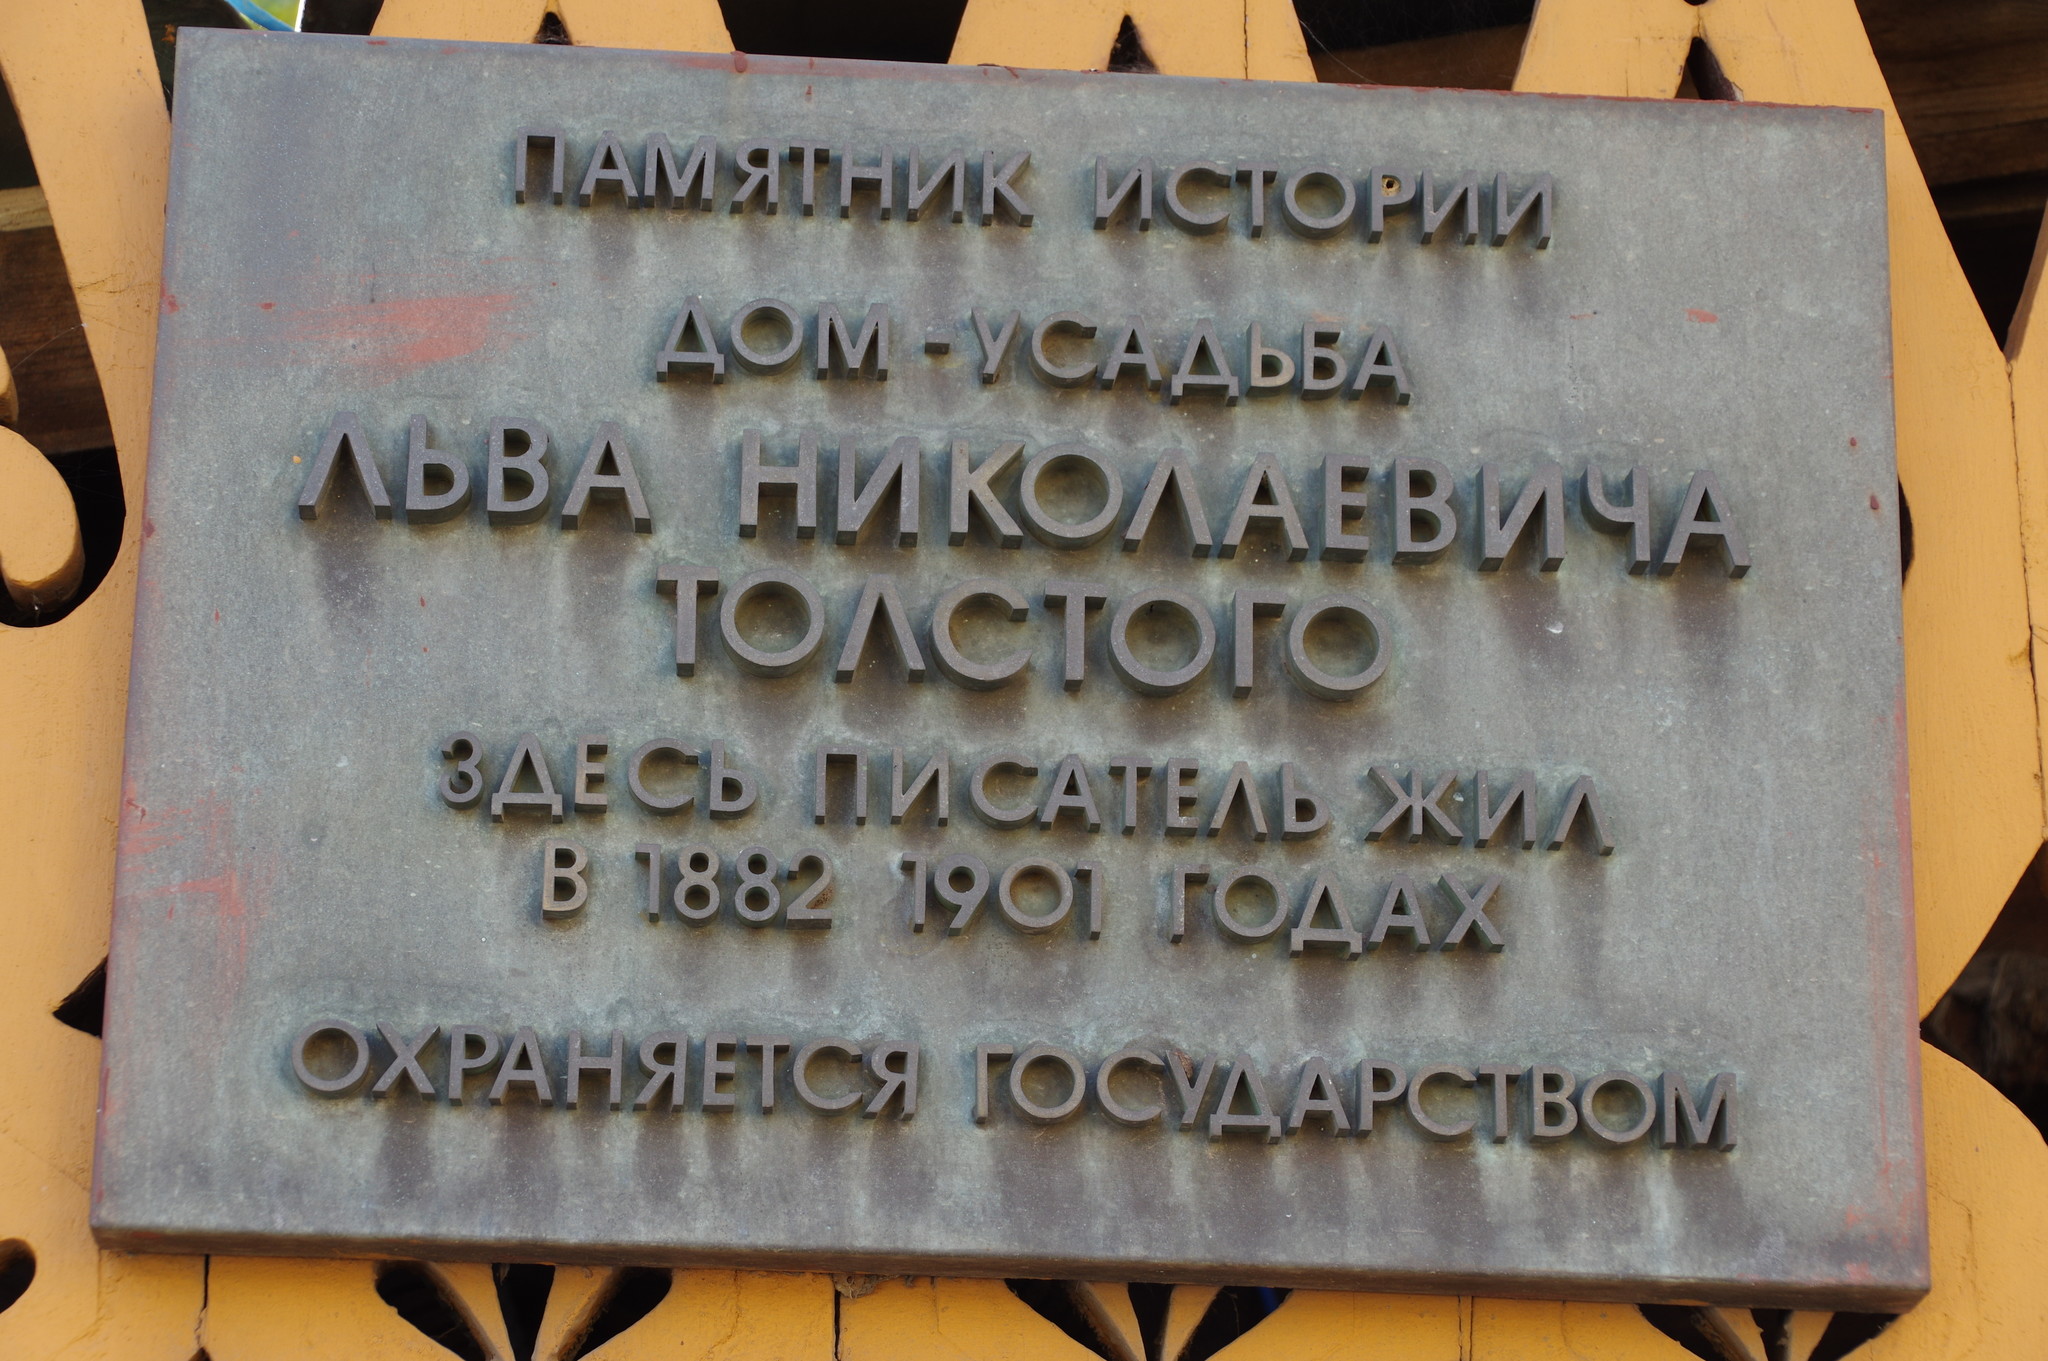 ПАМЯТНИК ИСТОРИИ
ДОМ-УСАДЬБА
ЛЬВА НИКОЛАЕВИЧА
ТОЛСТОГО
ЗДЕСЬ ПИСАТЕЛЬ ЖИЛ
В 1882 1901 ГОДАХ
ОХРАНЯЕТСЯ ГОСУДАРСТВОМ